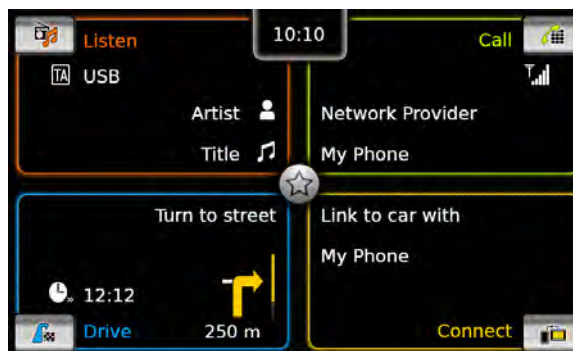 Listen
10:10
Call
TA USB
Artist
Network Provider
Title
My Phone
Turn to street
Link to car with
My Phone
12:12
Drive
250 m
Connect